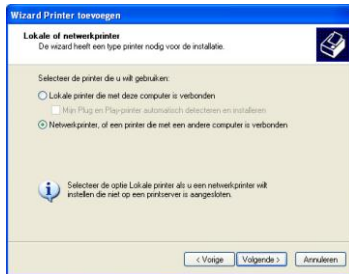 Wizard Printer toevoegen
Lokale of netwerkprinter
De wizard heeft een type printer nodig voor de installatie.
Selecteer de printer die u wilt gebruiken:
Lokale printer die met deze computer is verbonden
Mijn Plug en Play-printer automatisch detecteren en installeren
Netwerkprinter, of een printer die met een andere computer is verbonden
Selecteer de optie Lokale printer als u een netwerkprinter wilt
instellen die niet op een printserver is aangesloten.
< Vorige Volgende > Annuleren